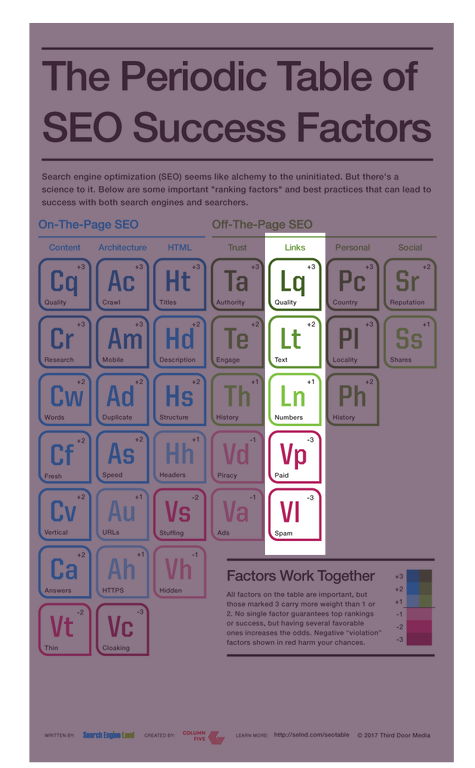 The Periodic Table of
SEO Success Factors
Search engine optimization (SEO) seems like alchemy to the uninitiated. But there's a
science to it. Below are some important "ranking factors" and best practices that can lead to
success with both search engines and searchers.
On-The-Page SEO Off-The-Page SEO
Content Architecture HTML Trust Links Personal Social
+3 +3 +3 +3 +3 +3 +2
Cq Ac Ht Ta Lq Pc Sr
Quality Crawl Titles Authority Quality Country Reputation
+3 +3 +2 +2 +2 +3 +1
Cr Am Hd Te Lt Pl Ss
Research Mobile Description Engage Text Locality Shares
+2 +2 +2 +1 +1 +2
Cw Ad Hs Th Ln Ph
Words Duplicate Structure History Numbers History
+2 +2 +1 -1 -3
Cf As Hh Vd Vp
Fresh Speed Headers Piracy Paid
+2 +1 -2 -1 -3
Cv Au Vs Va Vl
Vertical URLs Stuffing Ads Spam
+2 +1 -1
Ca Ah Vh
Answers HTTPS Hidden
-2 -3
Vt Vc
Thin Cloaking
Factors Work Together
All factors on the table are important, but
those marked 3 carry more weight than 1 or
2. No single factor guarantees top rankings
or success, but having several favorable
ones increases the odds. Negative "violation"
factors shown in red harm your chances.
+3
+2
+1
-1
-2
-3
WRITTEN BY: Search Engine Land CREATED BY: COLUMN FIVE LEARN MORE: http://selnd.com/seotable © 2017 Third Door Media